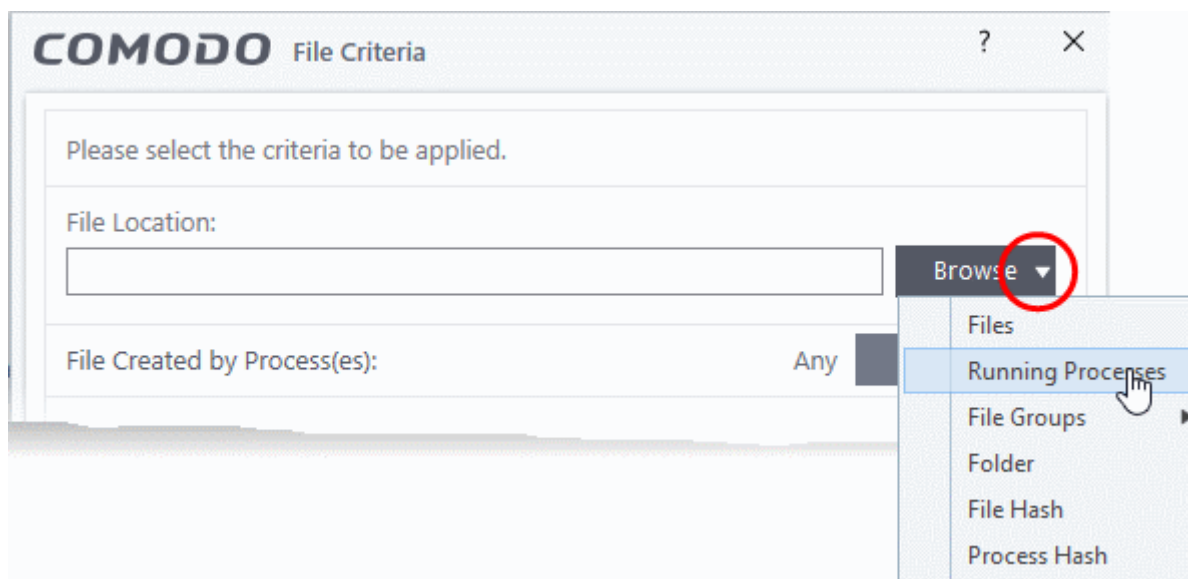 COMODO File Criteria ?
Please select the criteria to be applied.
File Location:
Browse
Files
File Created by Process(es): Any
Running Processes
File Groups
Folder
File Hash
Process Hash